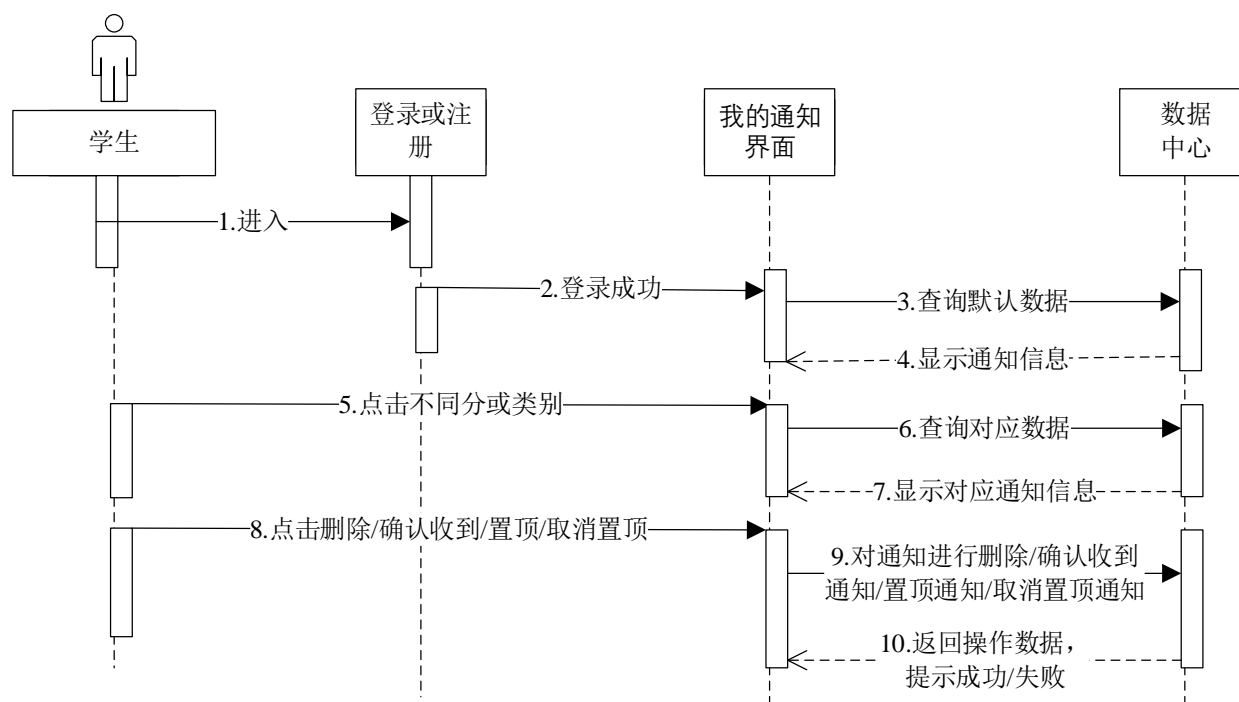 学生
登录或注
册
我的通知
界面
数据
中心
1.进入
2.登录成功
3.查询默认数据
4.显示通知信息
5.点击不同分或类别
6.查询对应数据
7.显示对应通知信息
8.点击删除/确认收到/置顶/取消置顶
9.对通知进行删除/确认收到
通知/置顶通知/取消置顶通知
10.返回操作数据，
提示成功/失败